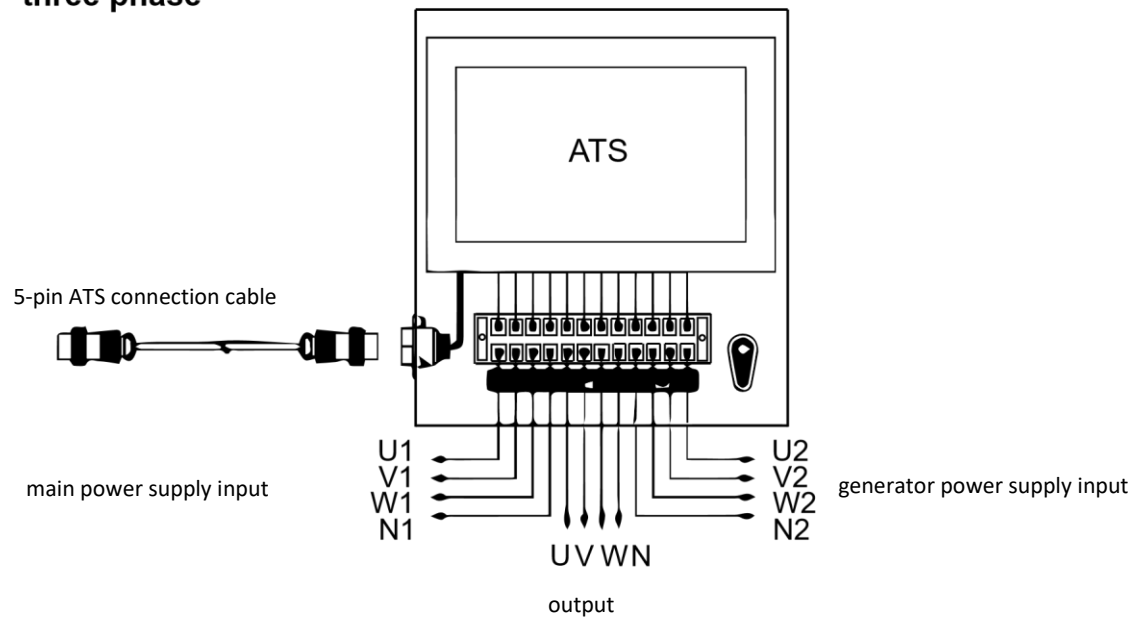 three phase
ATS
5-pin ATS connection cable
U1
V1
W1
N1
main power supply input
U2
V2
W2
N2
generator power supply input
U V W N
output